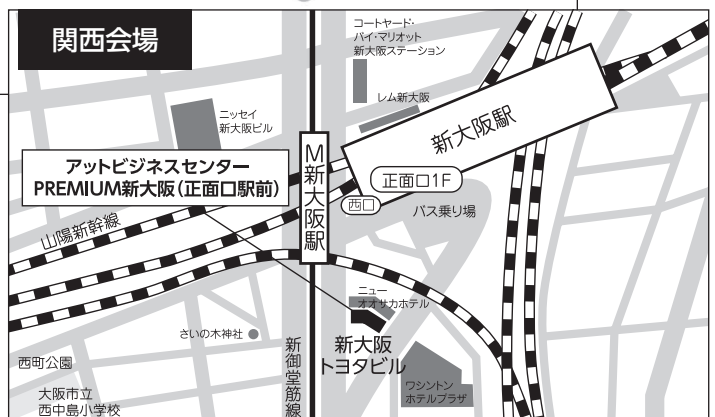 関西会場
コートヤード・
バイ・マリオット
新大阪ステーション
レム新大阪
ニッセイ
新大阪ビル
新大阪駅
アットビジネスセンター
PREMIUM新大阪(正面口駅前)
M新大阪駅
正面口1F
西口
バス乗り場
山陽新幹線
ニュー
オオサカホテル
さいの木神社
新御堂筋線
新大阪
トヨタビル
西町公園
ワシントン
ホテルプラザ
大阪市立
西中島小学校